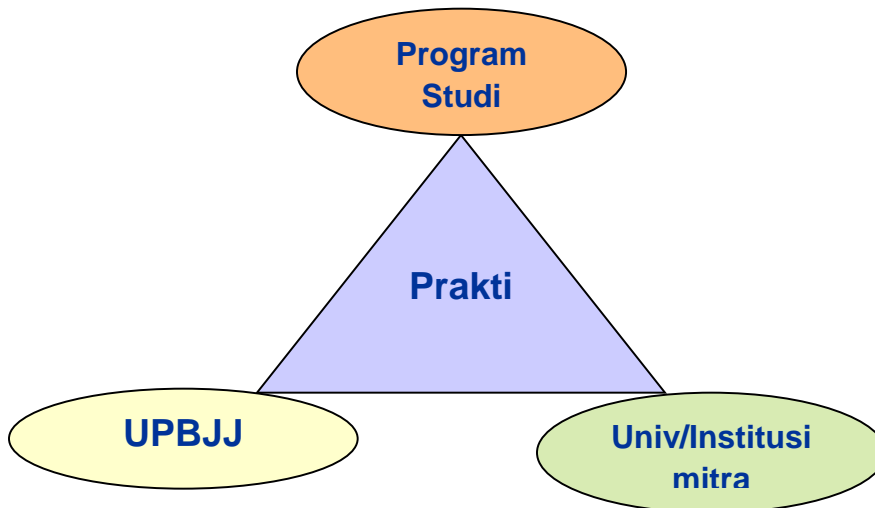 Program
Studi
Prakti
UPBJJ
Univ/Institusi
mitra